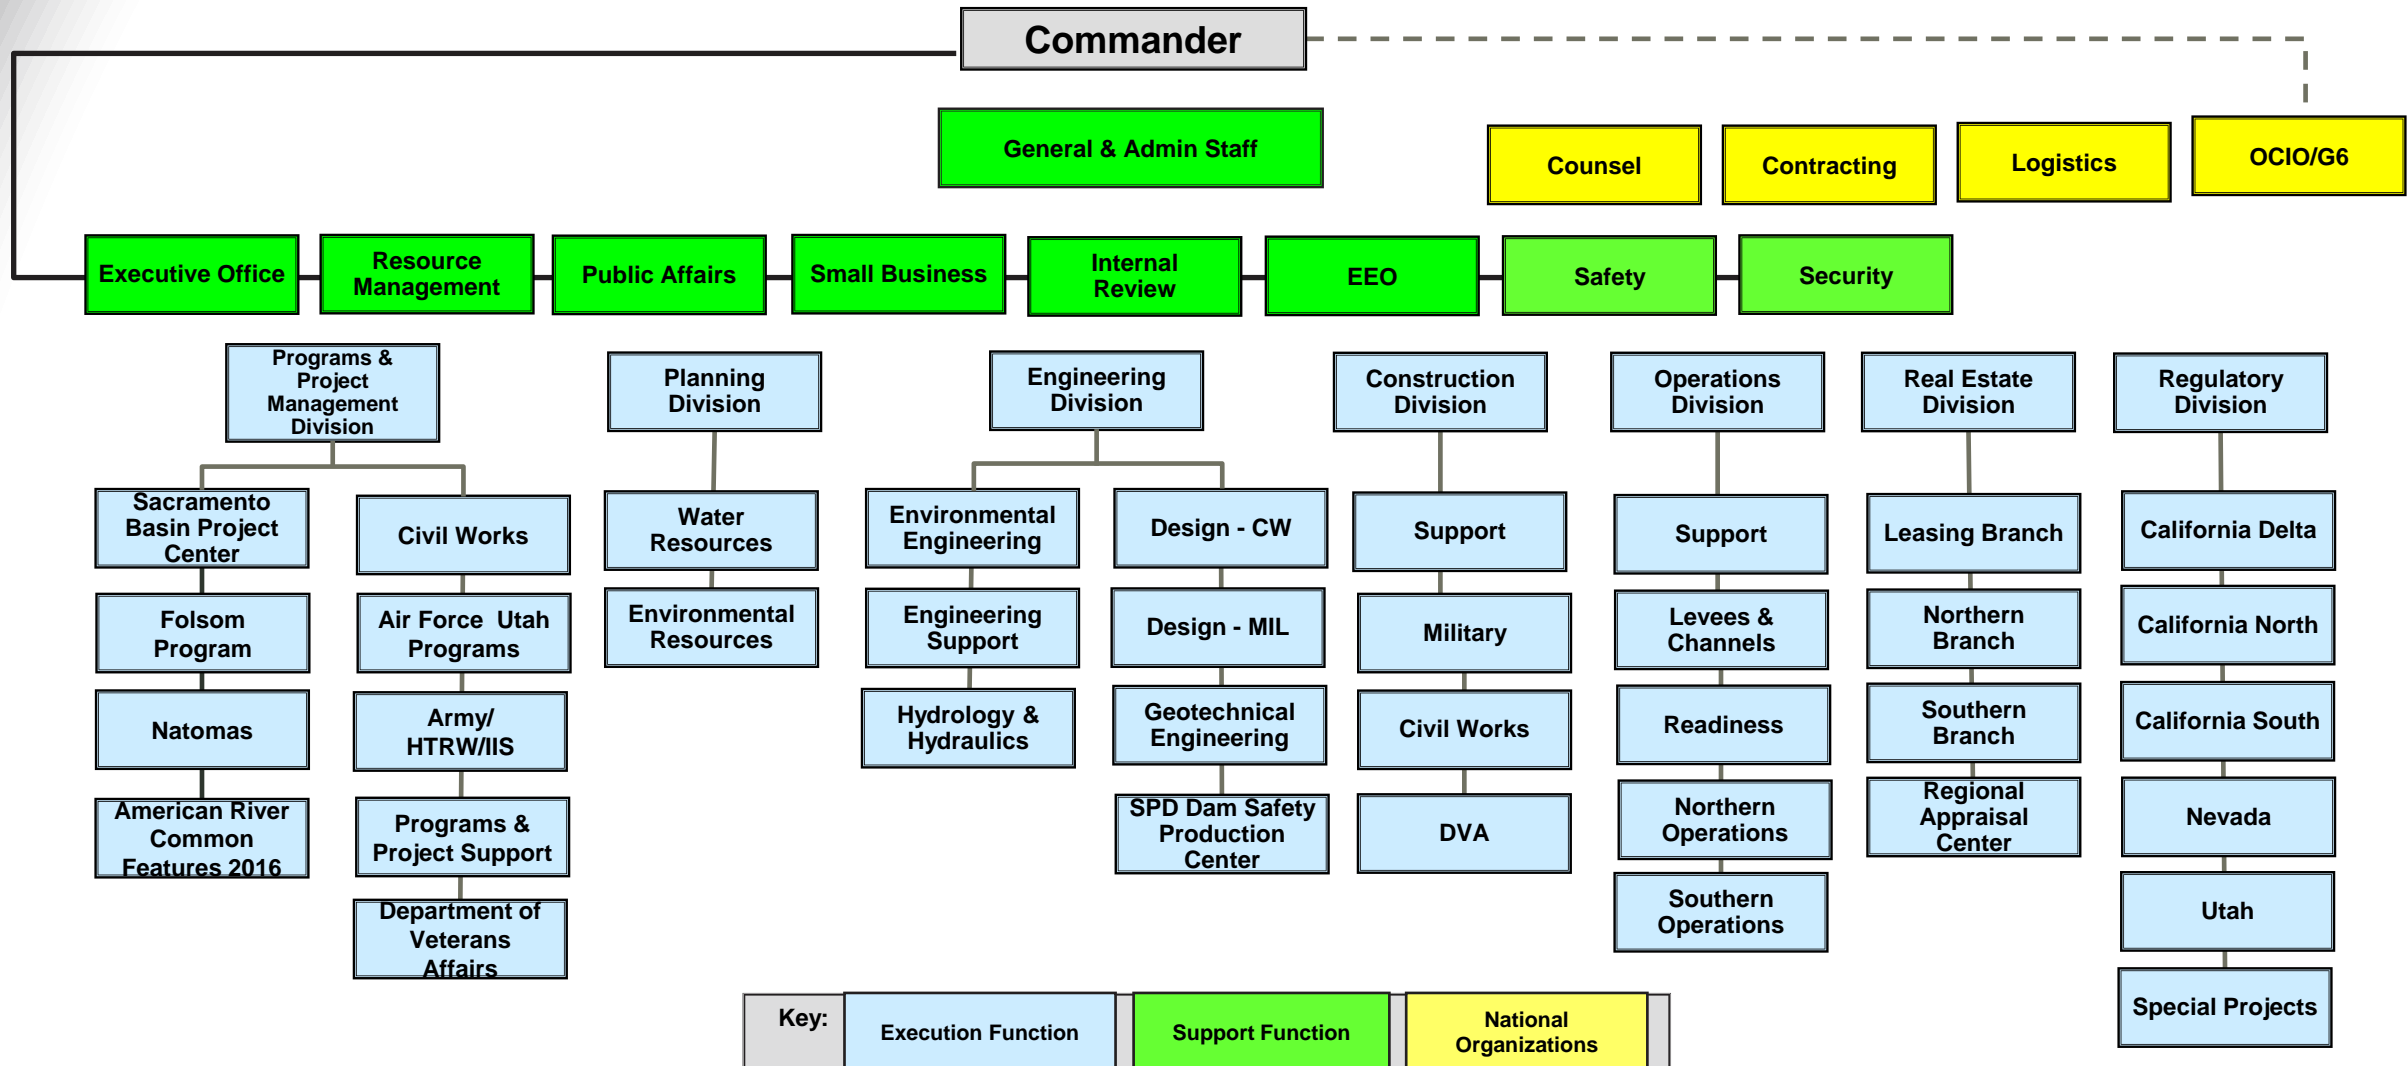 Commander
General & Admin Staff
Counsel
Contracting
Logistics
OCIO/G6
Executive Office
Resource
Management
Public Affairs
Small Business
Internal
Review
EEO
Safety
Security
Programs &
Project
Management
Division
Sacramento
Basin Project
Center
Folsom
Program
Natomas
American River
Common
Features 2016
Civil Works
Air Force  Utah
Programs
Army/
HTRW/IIS
Programs &
Project Support
Department of
Veterans
Affairs
Planning
Division
Water
Resources
Environmental
Resources
Engineering
Division
Environmental
Engineering
Engineering
Support
Hydrology &
Hydraulics
Design - CW
Design - MIL
Geotechnical
Engineering
SPD Dam Safety
Production
Center
Construction
Division
Support
Military
Civil Works
DVA
Operations
Division
Support
Levees &
Channels
Readiness
Northern
Operations
Southern
Operations
Real Estate
Division
Leasing Branch
Northern
Branch
Southern
Branch
Regional
Appraisal
Center
Regulatory
Division
California Delta
California North
California South
Nevada
Utah
Special Projects
Key:
Execution Function
Support Function
National
Organizations